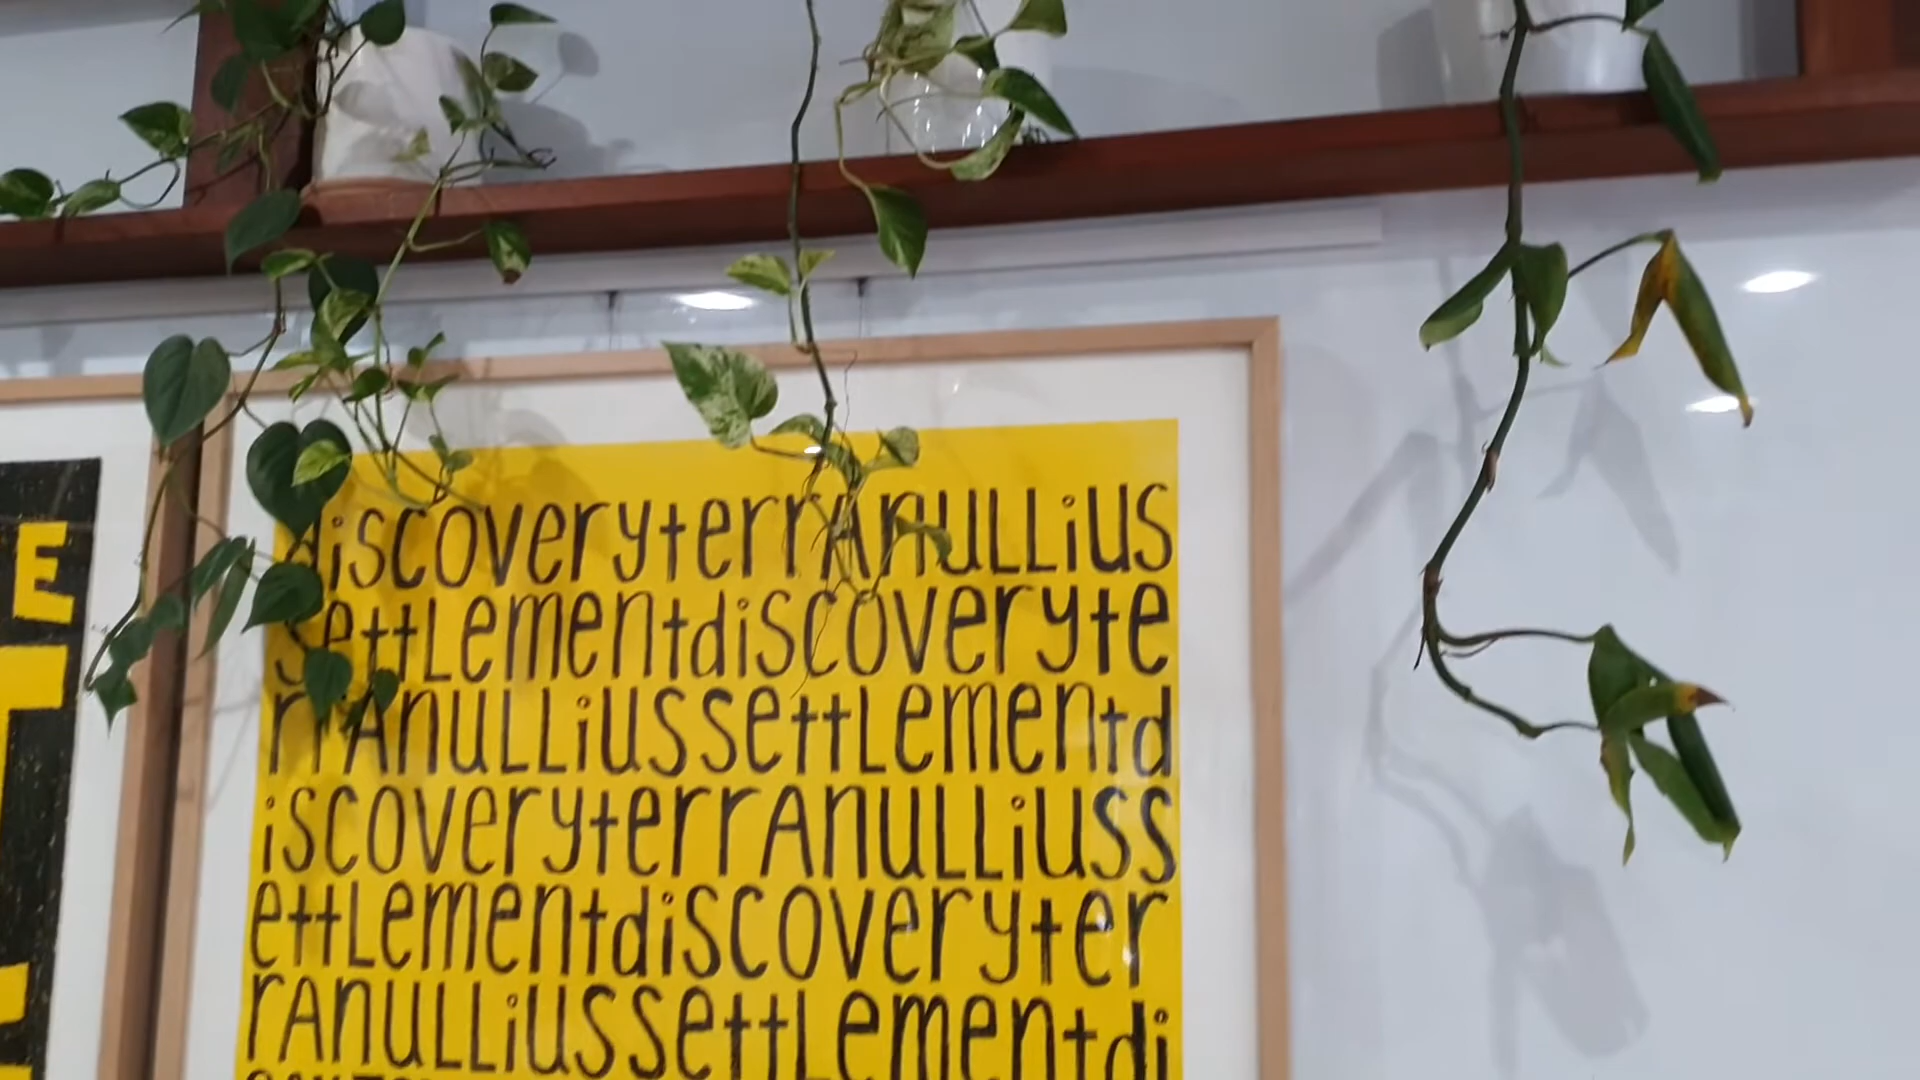 discoveryterrAnuLLius
settLementdiscoveryte
rrAnuLLiussettLementd
iscoveryterrAnuLLiuss
ettLementdiscoveryter
rAnuLLiussettLementdi
E